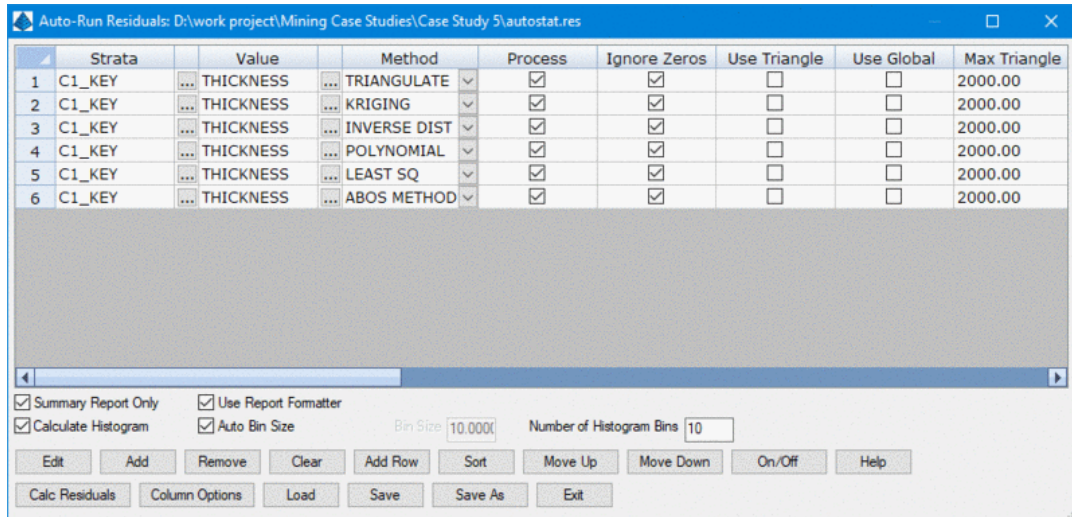 Auto-Run Residuals: D:\work project\Mining Case Studies\Case Study 5\autostat.res
Strata Value Method Process Ignore Zeros Use Triangle Use Global Max Triangle
1 C1_KEY ... THICKNESS ... TRIANGULATE 2000.00
2 C1_KEY ... THICKNESS ... KRIGING 2000.00
3 C1_KEY ... THICKNESS ... INVERSE DIST 2000.00
4 C1_KEY ... THICKNESS ... POLYNOMIAL 2000.00
5 C1_KEY ... THICKNESS ... LEAST SQ 2000.00
6 C1_KEY ... THICKNESS ... ABOS METHOD 2000.00
Summary Report Only Use Report Formatter
Calculate Histogram Auto Bin Size Bin Size 10.000 Number of Histogram Bins 10
Edit Add Remove Clear Add Row Sort Move Up Move Down On/Off Help
Calc Residuals Column Options Load Save Save As Exit